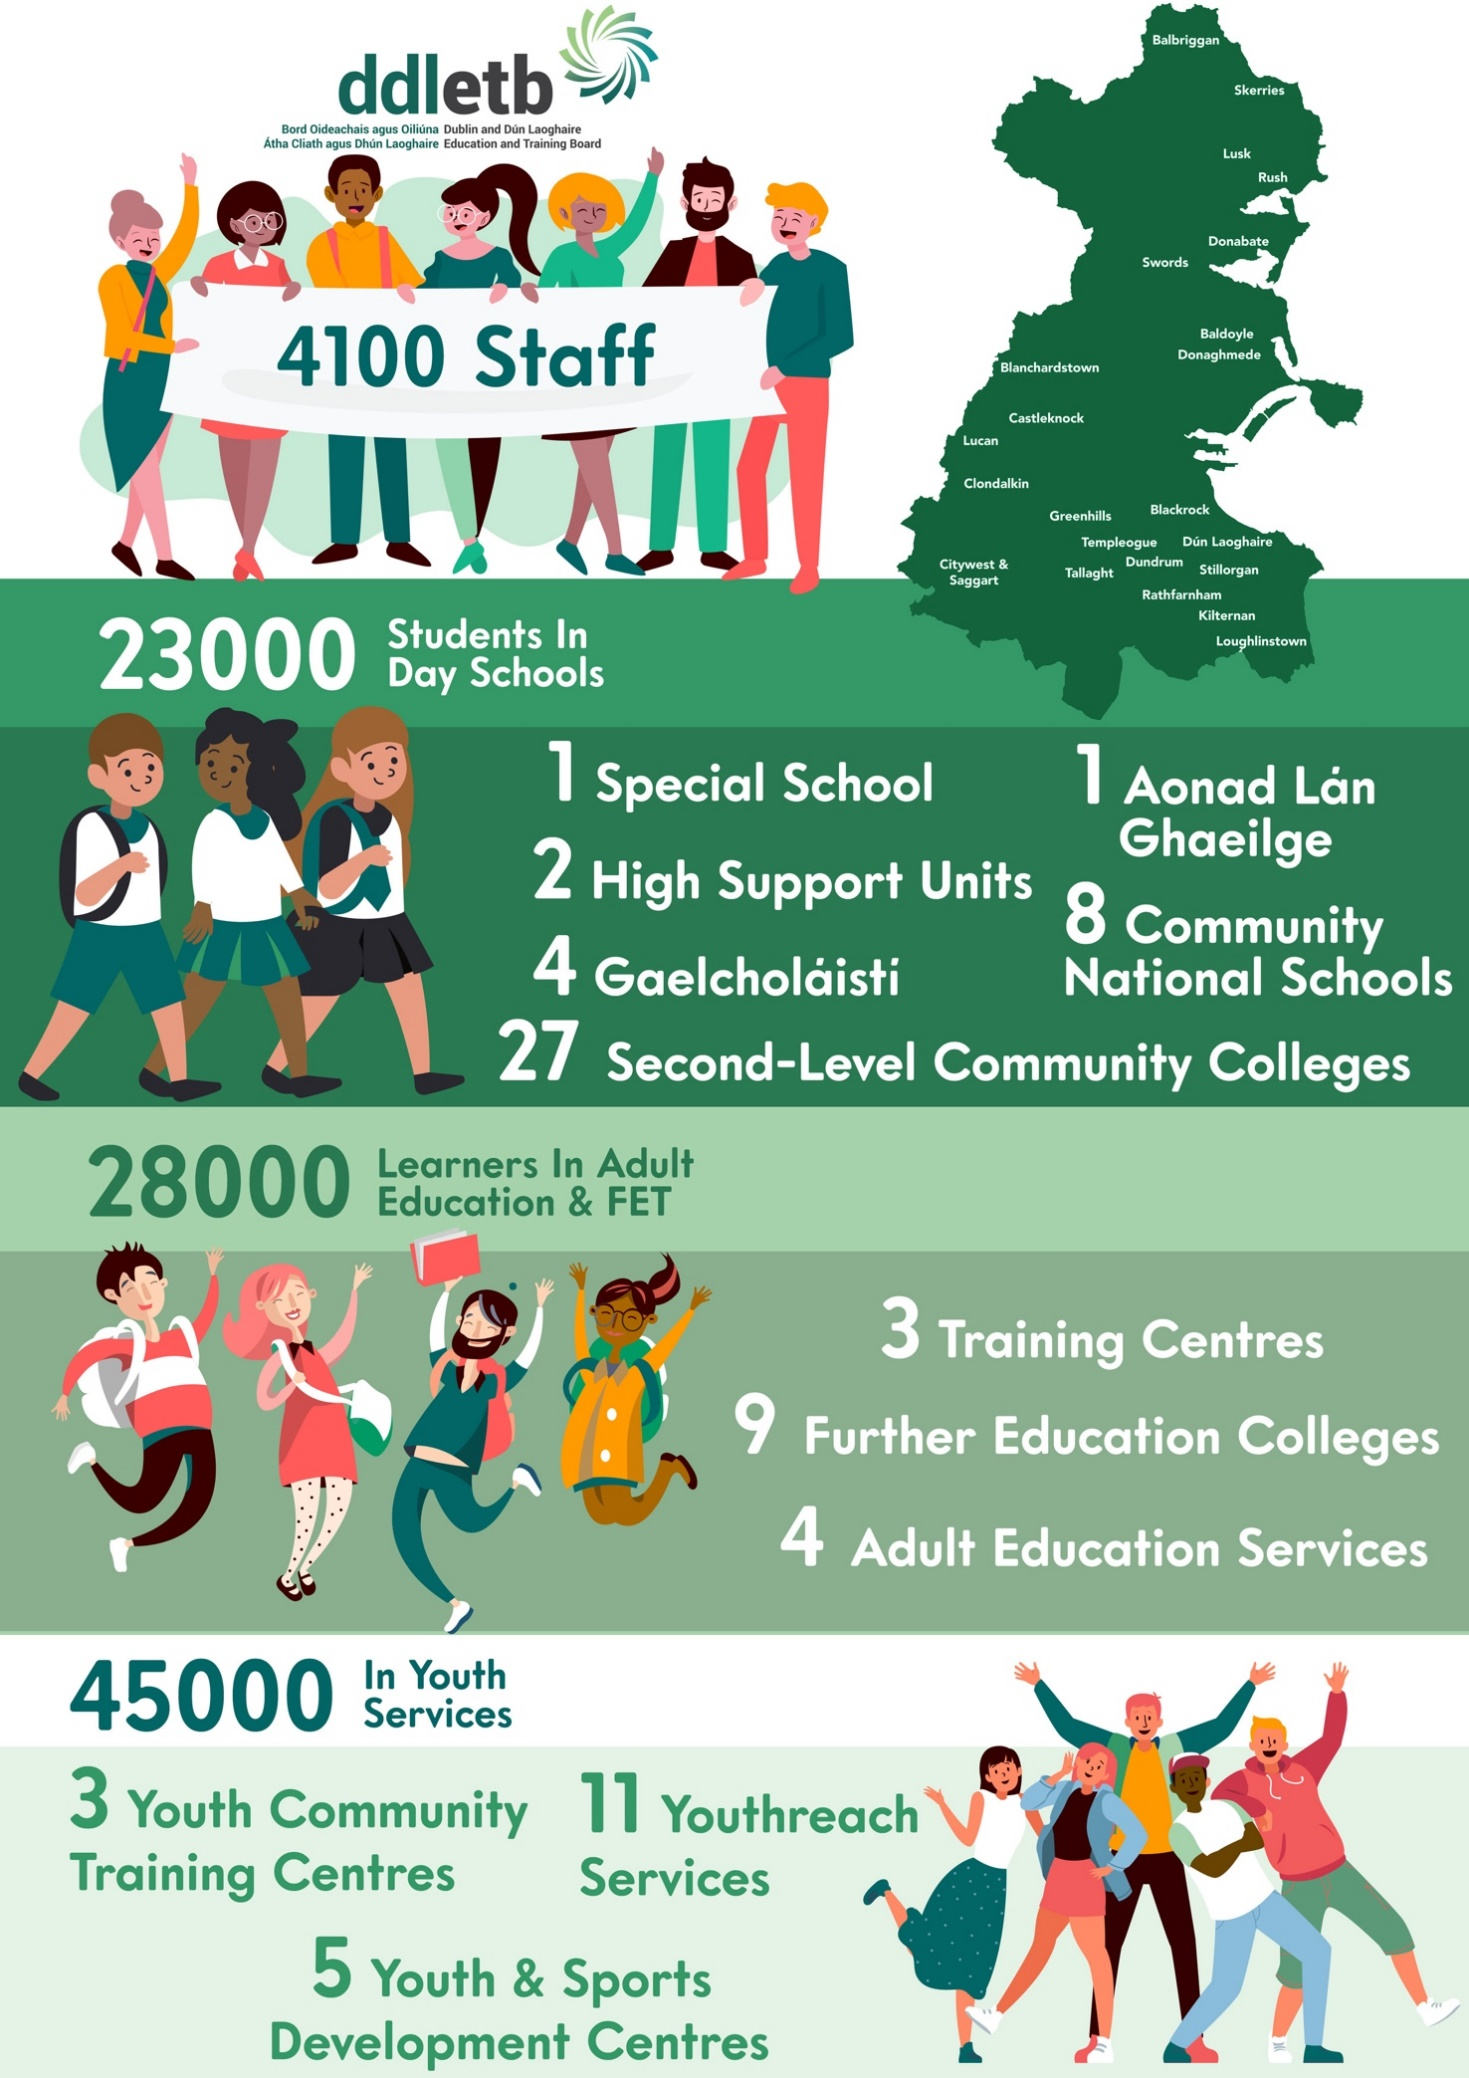 ddletb
Bord Oideachais agus Oiliúna Dublin and Dún Laoghaire
Átha Cliath agus Dhún Laoghaire Education and Training Board
4100 Staff
Balbriggan
Skerries
Lusk
Rush
Donabate
Swords
Baldoyle
Donaghmede
Blanchardstown
Castleknock
Lucan
Clondalkin
Greenhills
Blackrock
Templeogue
Dún Laoghaire
Citywest &
Saggart
Tallaght
Dundrum
Stillorgan
Rathfarnham
Kilternan
Loughlinstown
23000 Students In
Day Schools
1 Special School
2 High Support Units
4 Gaelcholáistí
1 Aonad Lán
Ghaeilge
8 Community
National Schools
27 Second-Level Community Colleges
28000 Learners In Adult
Education & FET
3 Training Centres
9 Further Education Colleges
4 Adult Education Services
45000 In Youth
Services
3 Youth Community
Training Centres
11 Youthreach
Services
5 Youth & Sports
Development Centres